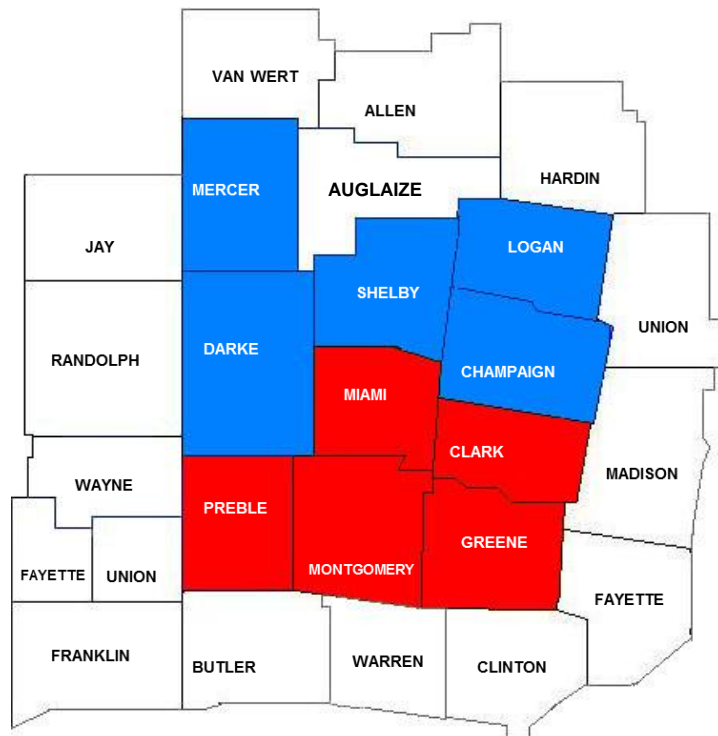 VAN WERT
ALLEN
HARDIN
MERCER
AUGLAIZE
JAY
LOGAN
SHELBY
UNION
RANDOLPH
DARKE
CHAMPAIGN
MIAMI
CLARK
MADISON
WAYNE
PREBLE
GREENE
MONTGOMERY
FAYETTE
UNION
FAYETTE
FRANKLIN
BUTLER
WARREN
CLINTON